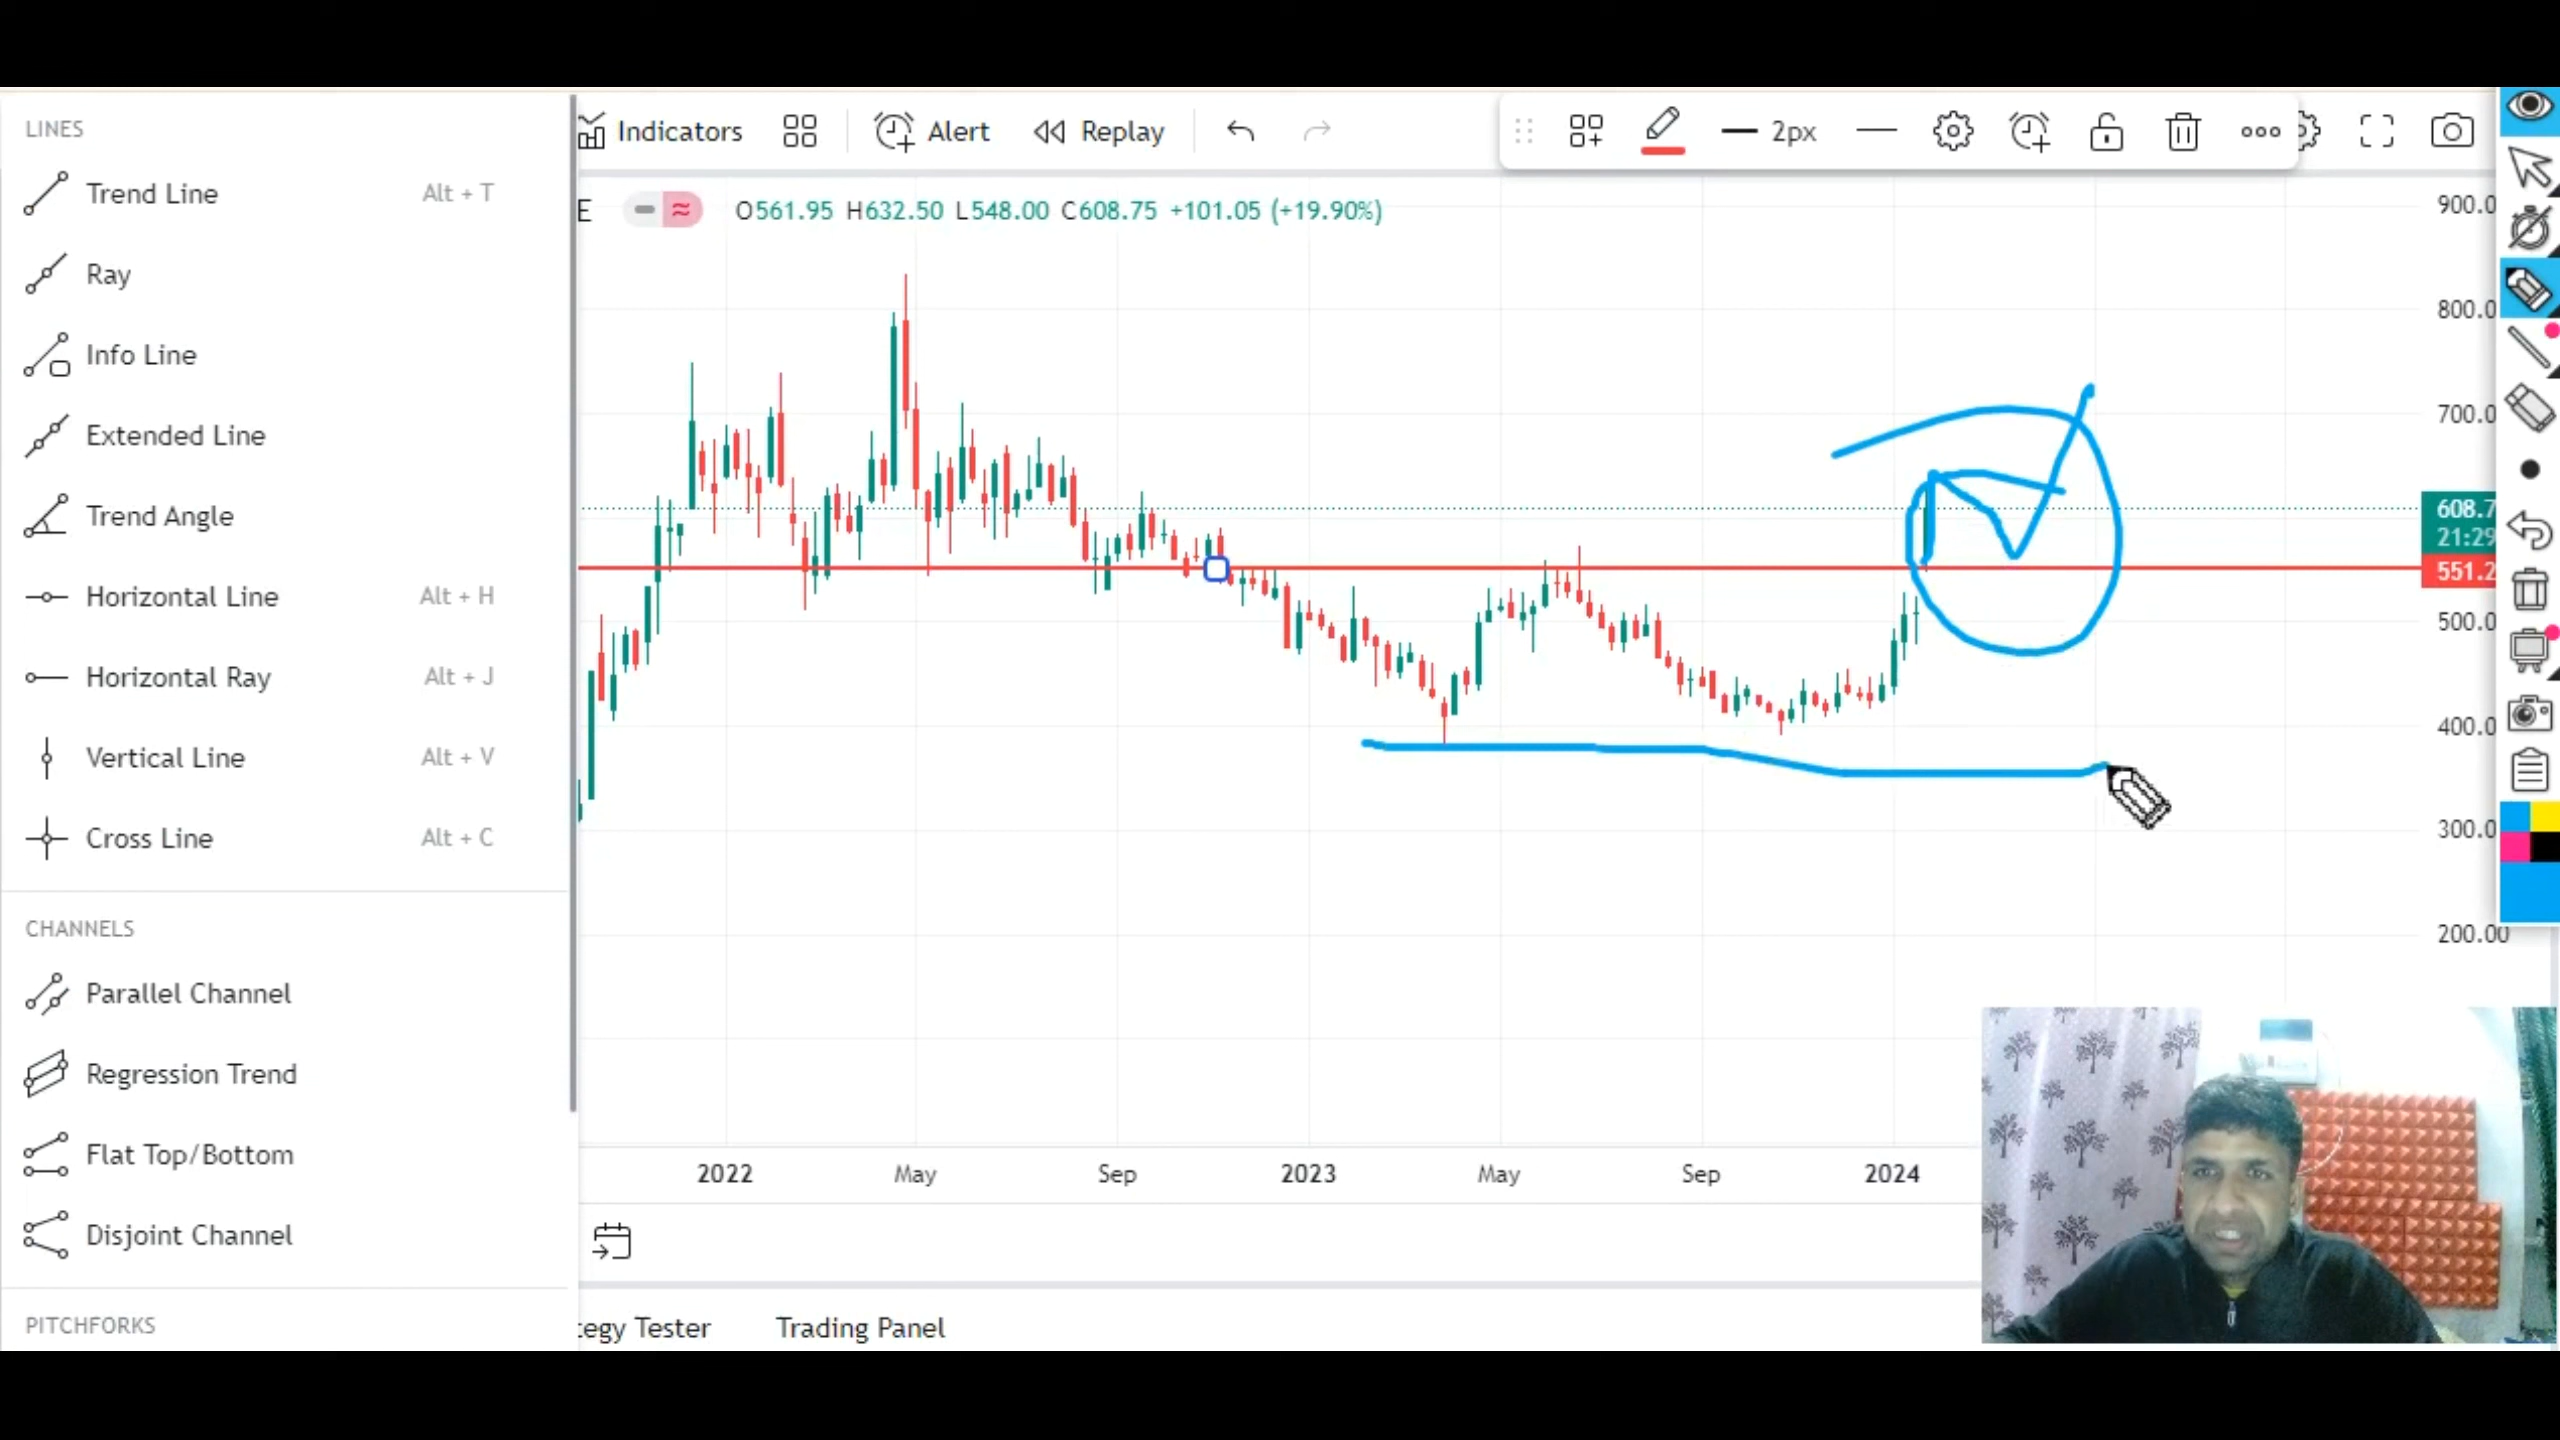 LINES
Trend Line Alt + T
Ray
Info Line
Extended Line
Trend Angle
Horizontal Line Alt + H
Horizontal Ray Alt + J
Vertical Line Alt + V
Cross Line Alt + C
CHANNELS
Parallel Channel
Regression Trend
Flat Top/Bottom
Disjoint Channel
PITCHFORKS
Indicators Alert Replay 2px
E O561.95 H632.50 L548.00 C608.75 +101.05 (+19.90%)
900.0
800.0
700.0
608.7
21:29
551.2
500.0
400.0
300.0
200.00
2022 May Sep 2023 May Sep 2024
tegy Tester Trading Panel